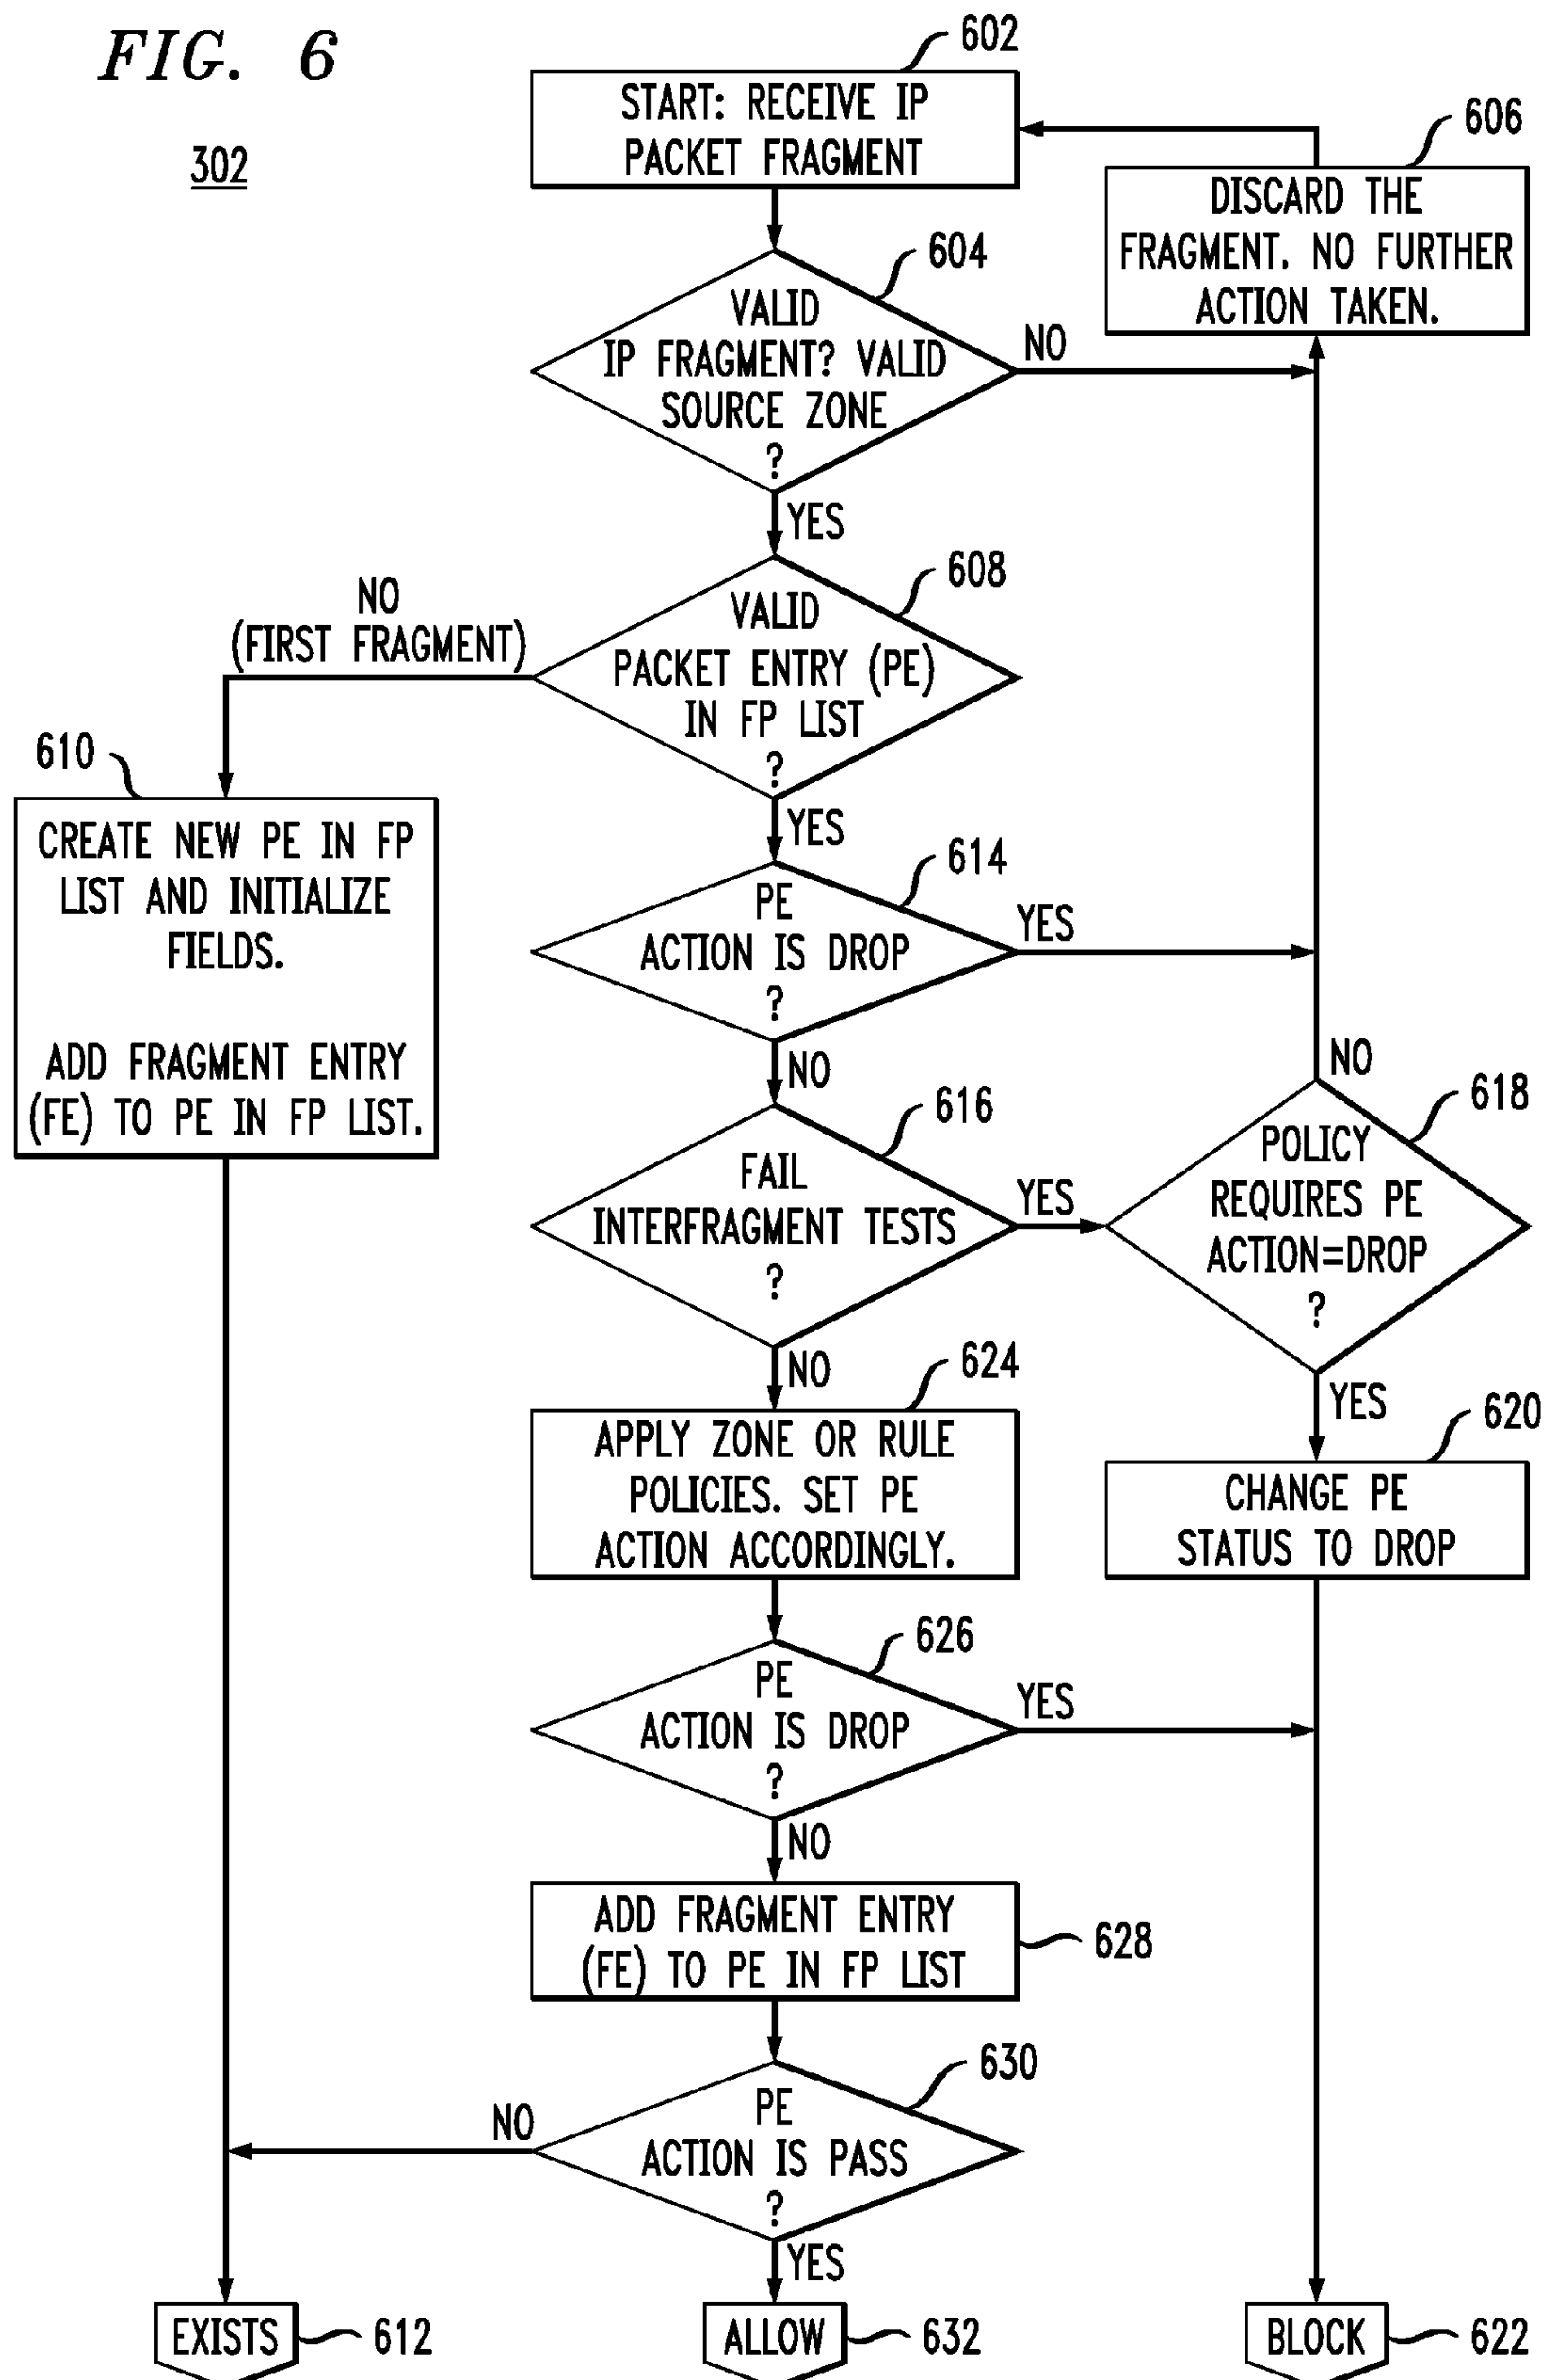 FIG. 6
302
602
START: RECEIVE IP
PACKET FRAGMENT
606
DISCARD THE
FRAGMENT. NO FURTHER
ACTION TAKEN.
604
VALID
IP FRAGMENT? VALID
SOURCE ZONE
?
NO
YES
608
VALID
PACKET ENTRY (PE)
IN FP LIST
?
NO
(FIRST FRAGMENT)
YES
610
CREATE NEW PE IN FP
LIST AND INITIALIZE
FIELDS.
ADD FRAGMENT ENTRY
(FE) TO PE IN FP LIST.
614
PE
ACTION IS DROP
?
YES
NO
616
FAIL
INTERFRAGMENT TESTS
?
YES
NO
618
NO
POLICY
REQUIRES PE
ACTION=DROP
?
YES
620
CHANGE PE
STATUS TO DROP
624
APPLY ZONE OR RULE
POLICIES. SET PE
ACTION ACCORDINGLY.
626
PE
ACTION IS DROP
?
YES
NO
ADD FRAGMENT ENTRY
(FE) TO PE IN FP LIST
628
630
PE
ACTION IS PASS
?
NO
YES
EXISTS
612
ALLOW
632
BLOCK
622